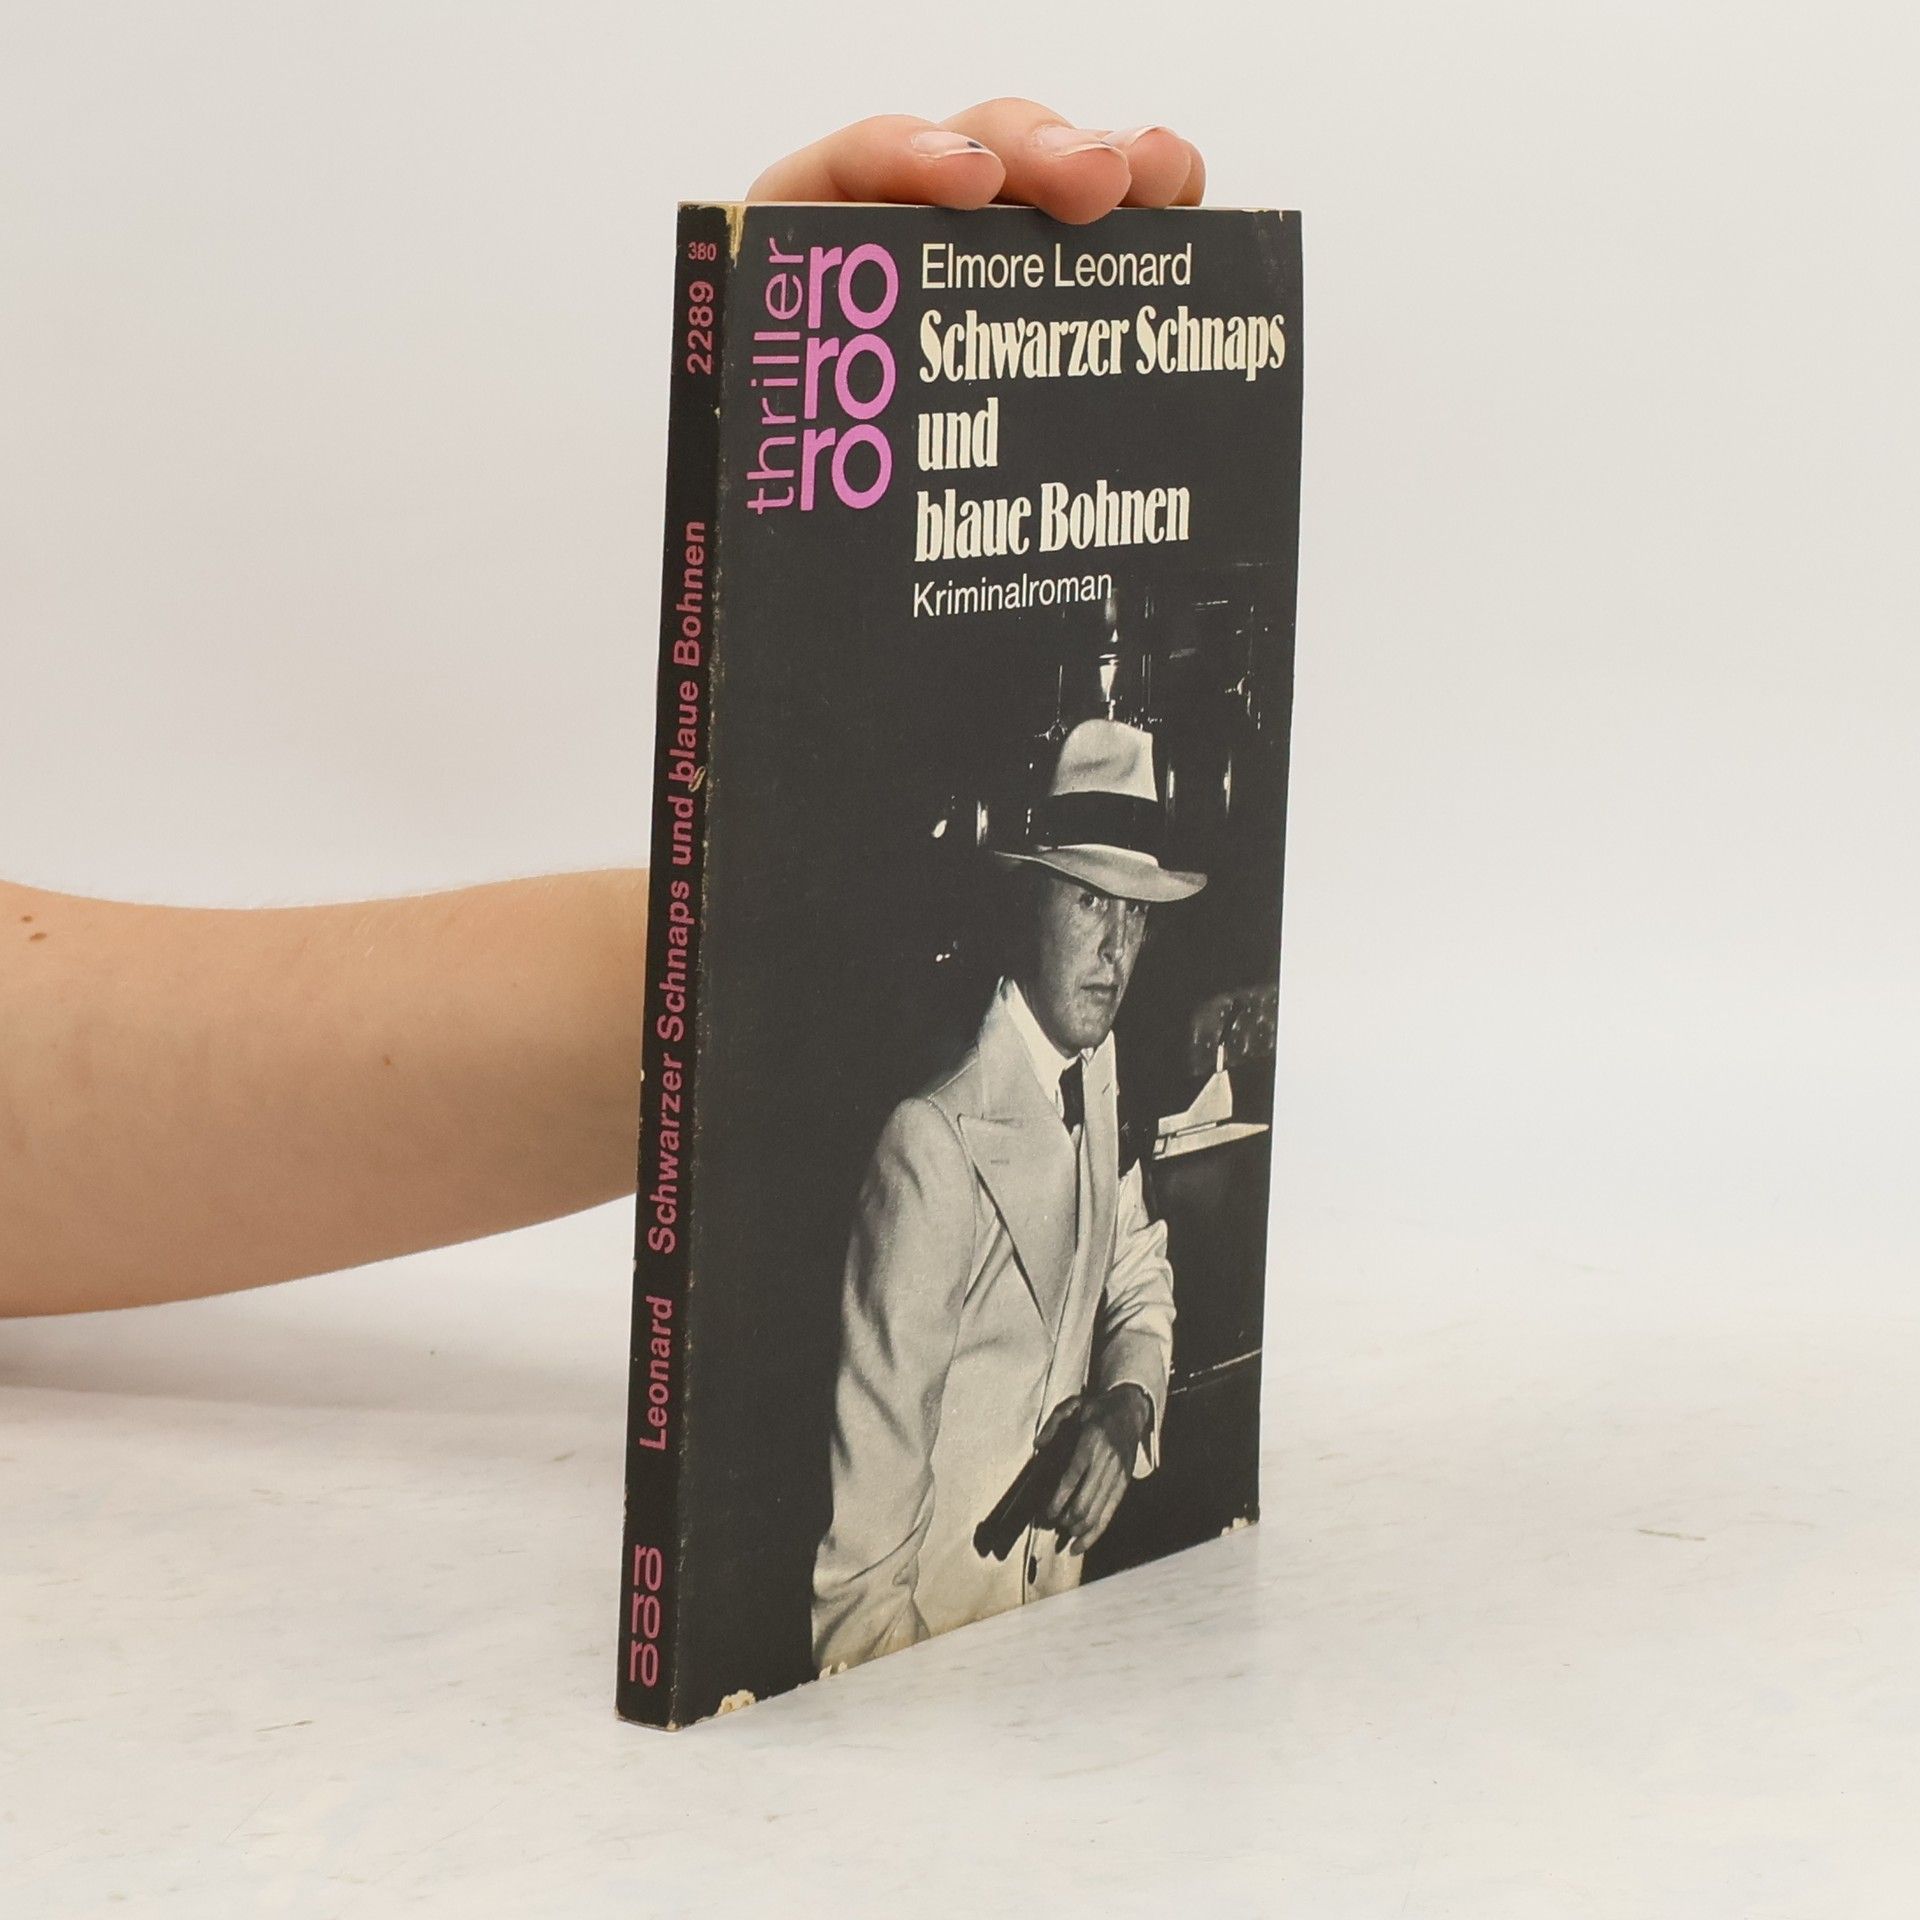 380
2289
Schwarzer Schnaps und blaue Bohnen
Leonard
ro
ro
ro
thriller
ro
ro
ro
Elmore Leonard
Schwarzer Schnaps
und
blaue Bohnen
Kriminalroman